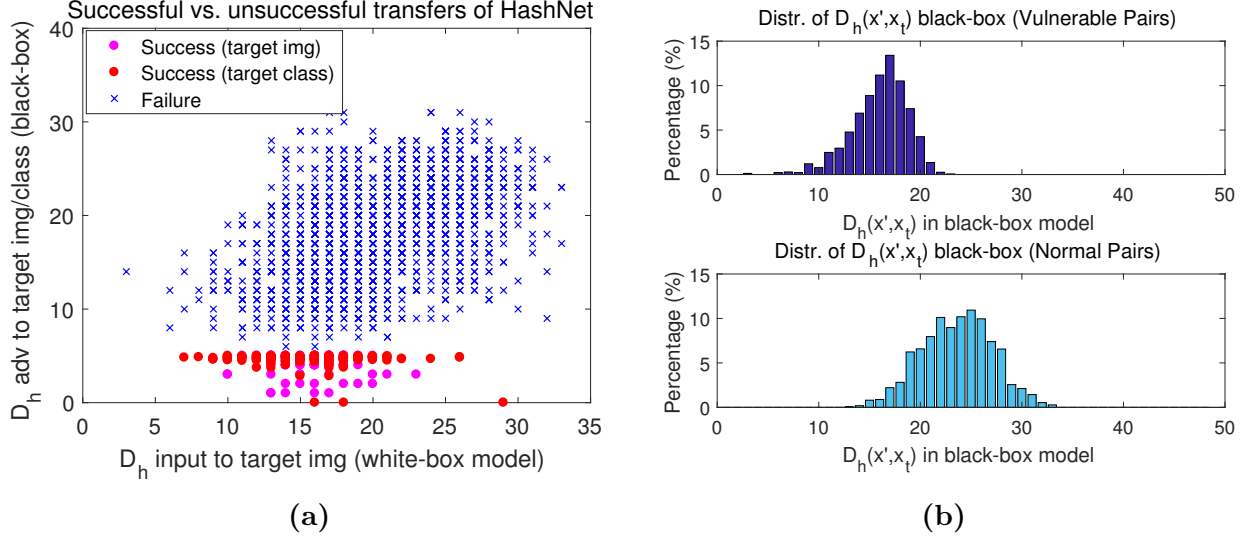 Successful vs. unsuccessful transfers of HashNet
40
30
20
10
0
D_h adv to target img/class (black-box)
Success (target img)
Success (target class)
Failure
0 5 10 15 20 25 30 35
D_h input to target img (white-box model)
(a)
Distr. of D_h(x',x_t) black-box (Vulnerable Pairs)
15
10
5
0
Percentage (%)
0 10 20 30 40 50
D_h(x',x_t) in black-box model
Distr. of D_h(x',x_t) black-box (Normal Pairs)
15
10
5
0
Percentage (%)
0 10 20 30 40 50
D_h(x',x_t) in black-box model
(b)